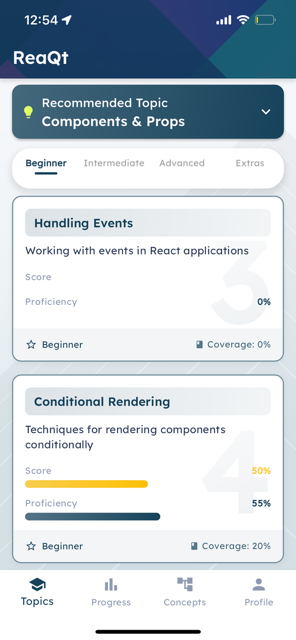 12:54
ReaQt
Recommended Topic
Components & Props
Beginner Intermediate Advanced Extras
3
Handling Events
Working with events in React applications
Score
Proficiency 0%
Beginner Coverage: 0%
4
Conditional Rendering
Techniques for rendering components
conditionally
Score 50%
Proficiency 55%
Beginner Coverage: 20%
Topics Progress Concepts Profile